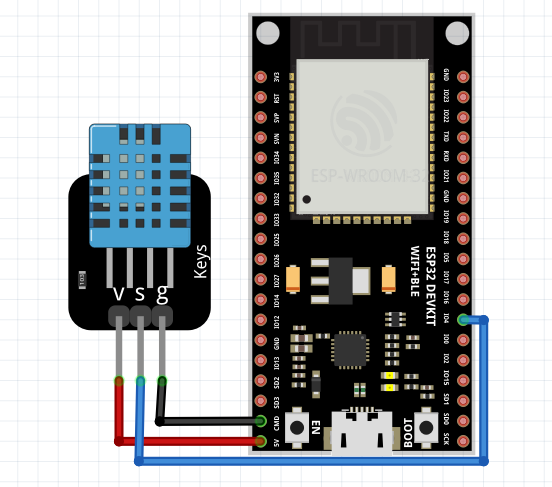 Keys
v s g
3V3
RST
SVP
SVN
IO34
IO35
IO32
IO33
IO25
IO26
IO27
IO14
IO12
GND
IO13
SD2
SD3
CMD
5V
ESP-WROOM-3
ESP32 DEVKIT
WIFI+BLE
EN
BOOT
GND
IO23
IO22
TXD
RXD
IO21
GND
IO19
IO18
IO5
IO17
IO16
IO4
IO0
IO2
IO15
SD1
SD0
SCK